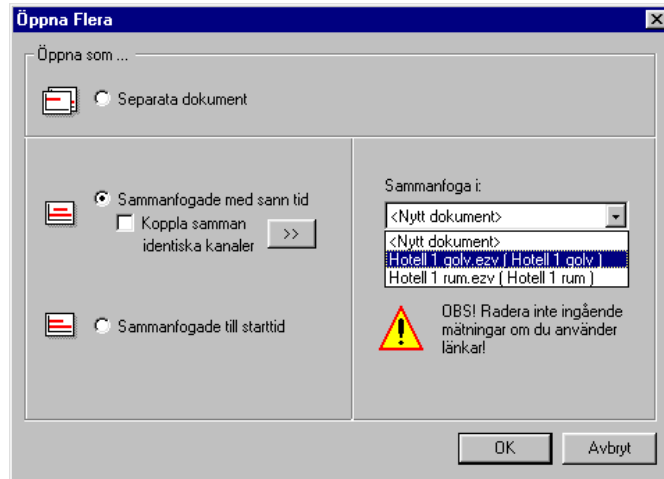 Öppna Flera
Öppna som ...
Separata dokument
Sammanfogade med sann tid
Koppla samman
identiska kanaler
>>
Sammanfogade till starttid
Sammanfoga i:
<Nytt dokument>
<Nytt dokument>
Hotell 1 golv.ezv ( Hotell 1 golv )
Hotell 1 rum.ezv ( Hotell 1 rum )
OBS! Radera inte ingående
mätningar om du använder
länkar!
OK
Avbryt